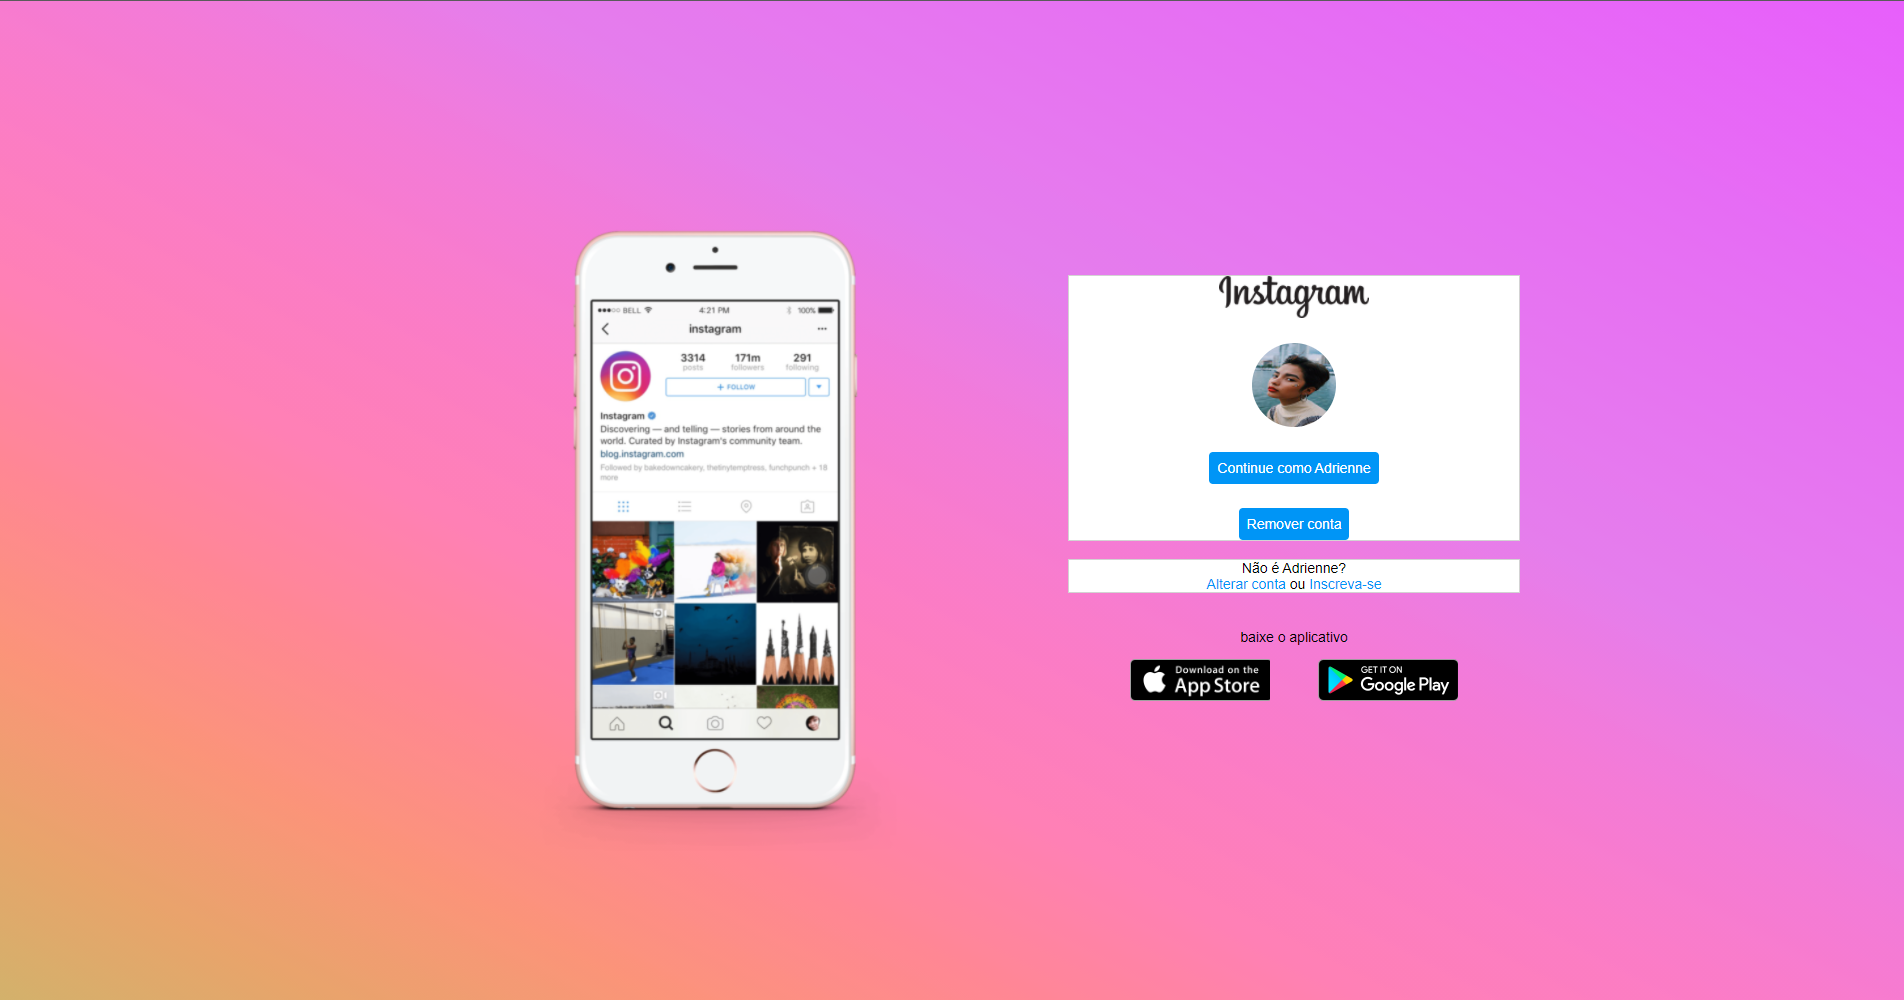 BELL
4:21 PM
100%
instagram
3314
171m
291
posts
followers
following
+ FOLLOW
Instagram
Discovering — and telling — stories from around the
world. Curated by Instagram's community team.
blog.instagram.com
Followed by bakedowncakery, thetinytemptress, funchpunch + 18
more
Instagram
Continue como Adrienne
Remover conta
Não é Adrienne?
Alterar conta ou Inscreva-se
baixe o aplicativo
Download on the
App Store
GET IT ON
Google Play